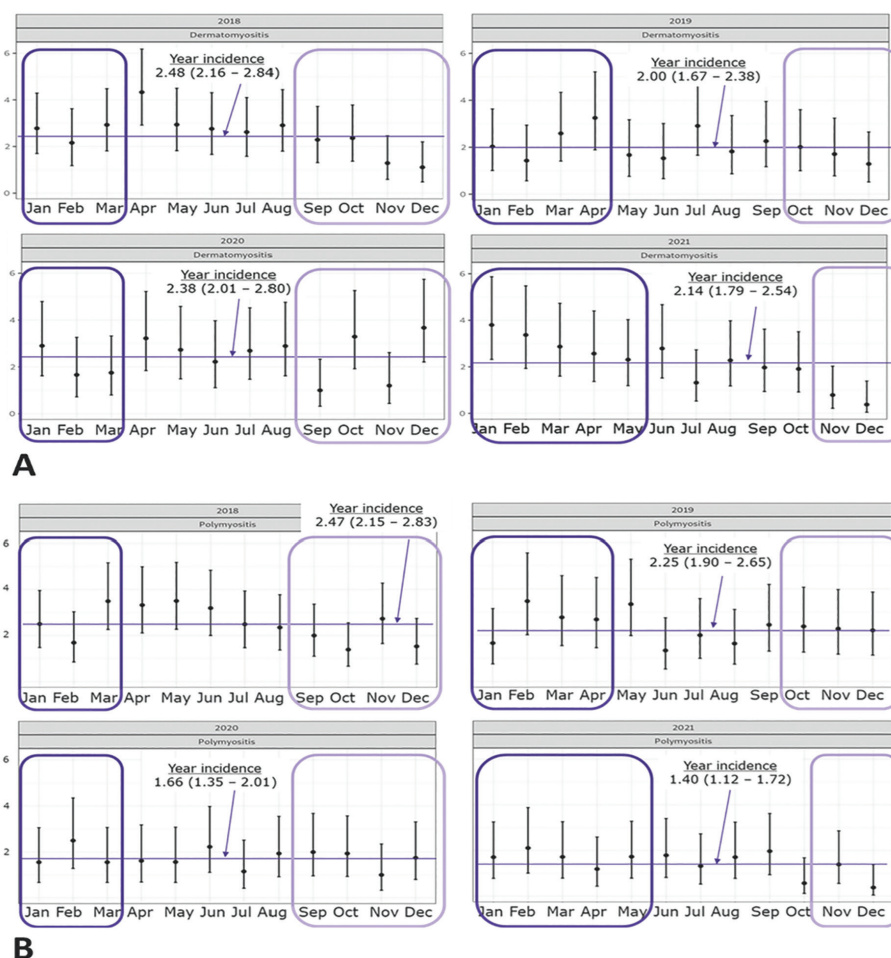 2018
Dermatomyositis
Year incidence
2.48 (2.16 – 2.84)
6
4
2
0
Jan Feb Mar Apr May Jun Jul Aug Sep Oct Nov Dec
2019
Dermatomyositis
Year incidence
2.00 (1.67 – 2.38)
6
4
2
0
Jan Feb Mar Apr May Jun Jul Aug Sep Oct Nov Dec
2020
Dermatomyositis
Year incidence
2.38 (2.01 – 2.80)
6
4
2
0
Jan Feb Mar Apr May Jun Jul Aug Sep Oct Nov Dec
2021
Dermatomyositis
Year incidence
2.14 (1.79 – 2.54)
6
4
2
0
Jan Feb Mar Apr May Jun Jul Aug Sep Oct Nov Dec
A
2018
Polymyositis
Year incidence
2.47 (2.15 – 2.83)
6
4
2
Jan Feb Mar Apr May Jun Jul Aug Sep Oct Nov Dec
2019
Polymyositis
Year incidence
2.25 (1.90 – 2.65)
6
4
2
Jan Feb Mar Apr May Jun Jul Aug Sep Oct Nov Dec
2020
Polymyositis
Year incidence
1.66 (1.35 – 2.01)
6
4
2
Jan Feb Mar Apr May Jun Jul Aug Sep Oct Nov Dec
2021
Polymyositis
Year incidence
1.40 (1.12 – 1.72)
6
4
2
Jan Feb Mar Apr May Jun Jul Aug Sep Oct Nov Dec
B